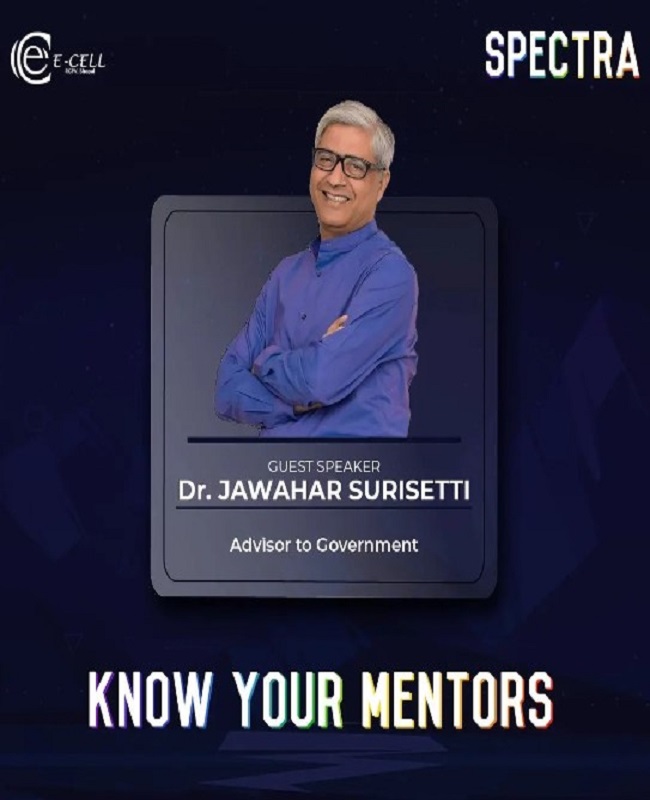 E-CELL
SPECTRA
GUEST SPEAKER
Dr. JAWAHAR SURISETTI
Advisor to Government
KNOW YOUR MENTORS